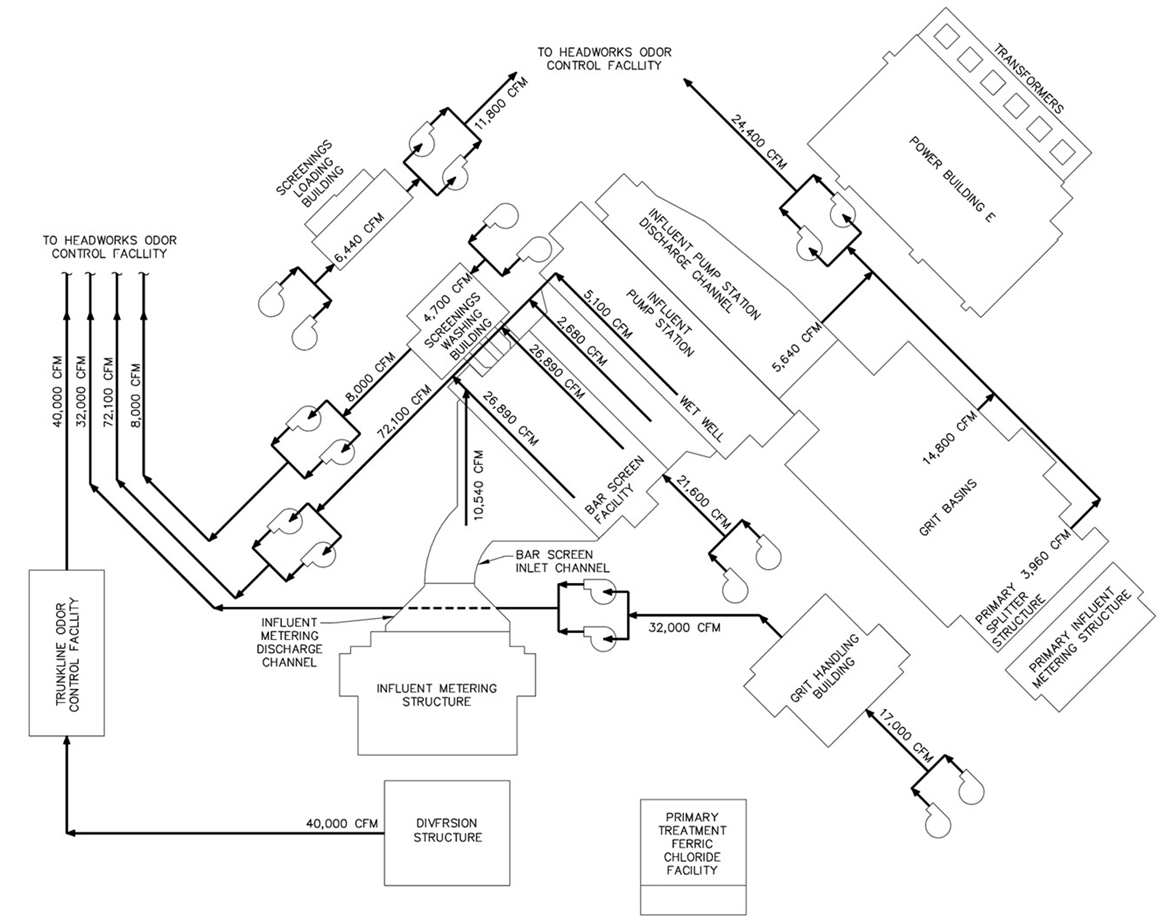 TO HEADWORKS ODOR
CONTROL FACLLITY
TRANSFORMERS
11,800 CFM
24,400 CFM
POWER BUILDING E
SCREENINGS
LOADING
BUILDING
6,440 CFM
INFLUENT PUMP STATION
DISCHARGE CHANNEL
TO HEADWORKS ODOR
CONTROL FACLLITY
INFLUENT
PUMP STATION
4,700 CFM
SCREENINGS
WASHING
BUILDING
5,100 CFM
2,680 CFM
26,890 CFM
5,640 CFM
40,000 CFM
32,000 CFM
72,100 CFM
8,000 CFM
8,000 CFM
72,100 CFM
26,890 CFM
WET WELL
14,800 CFM
10,540 CFM
BAR SCREEN
FACILITY
21,600 CFM
GRIT BASINS
BAR SCREEN
INLET CHANNEL
3,960 CFM
PRIMARY
SPLITTER
STRUCTURE
PRIMARY INFLUENT
METERING STRUCTURE
32,000 CFM
INFLUENT
METERING
DISCHARGE
CHANNEL
TRUNKLINE ODOR
CONTROL FACLLITY
INFLUENT METERING
STRUCTURE
GRIT HANDLING
BUILDING
17,000 CFM
40,000 CFM
DIVFRSION
STRUCTURE
PRIMARY
TREATMENT
FERRIC
CHLORIDE
FACILITY